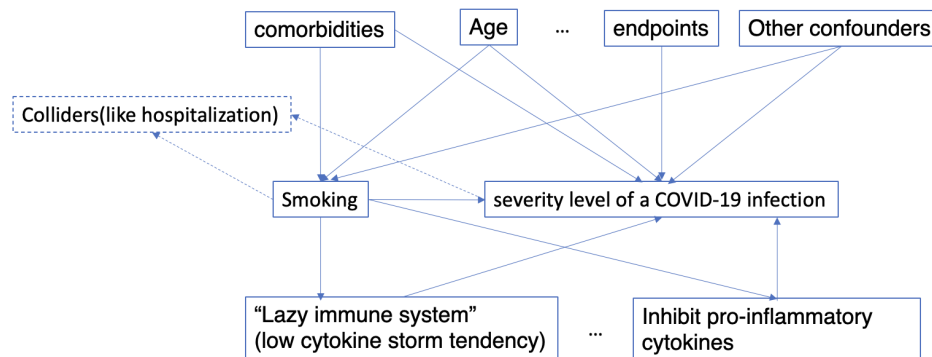 comorbidities
Age
...
endpoints
Other confounders
Colliders(like hospitalization)
Smoking
severity level of a COVID-19 infection
“Lazy immune system”
(low cytokine storm tendency)
...
Inhibit pro-inflammatory
cytokines